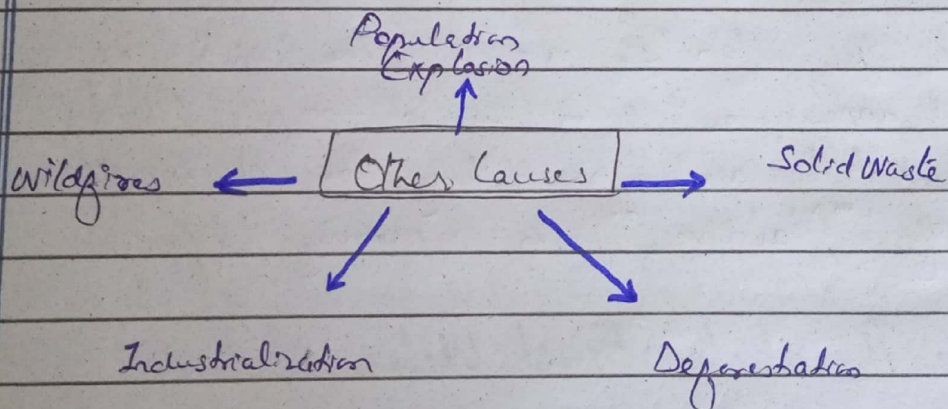 Population
Explosion
Wildfires
Other Causes
Solid Waste
Industrialization
Deforestation